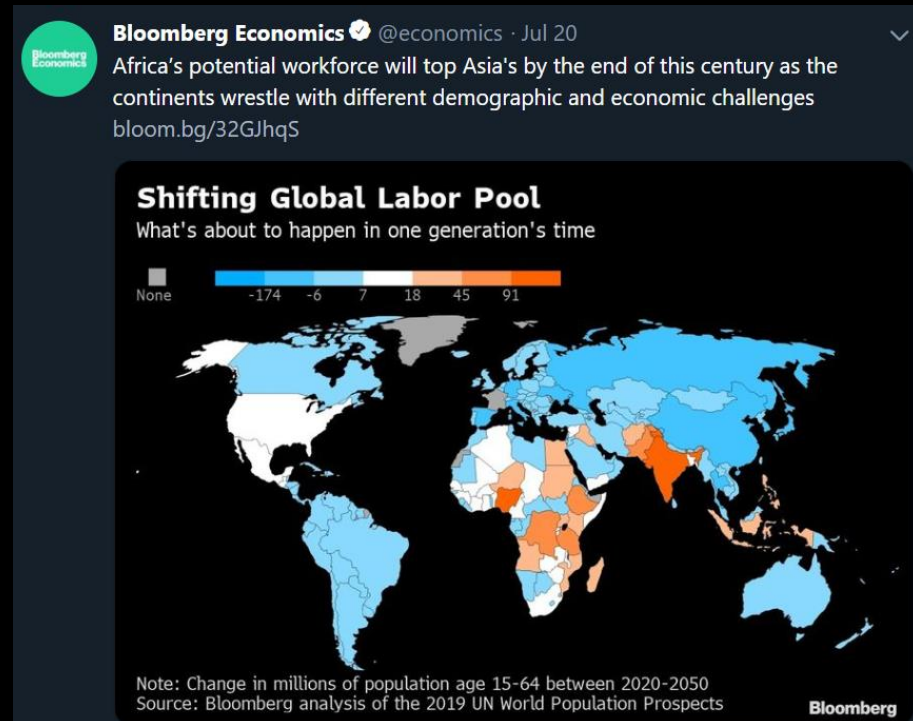 Bloomberg
Economics
Bloomberg Economics @economics · Jul 20
Africa's potential workforce will top Asia's by the end of this century as the
continents wrestle with different demographic and economic challenges
bloom.bg/32GJhqS
Shifting Global Labor Pool
What's about to happen in one generation's time
None -174 -6 7 18 45 91
Note: Change in millions of population age 15-64 between 2020-2050
Source: Bloomberg analysis of the 2019 UN World Population Prospects
Bloomberg